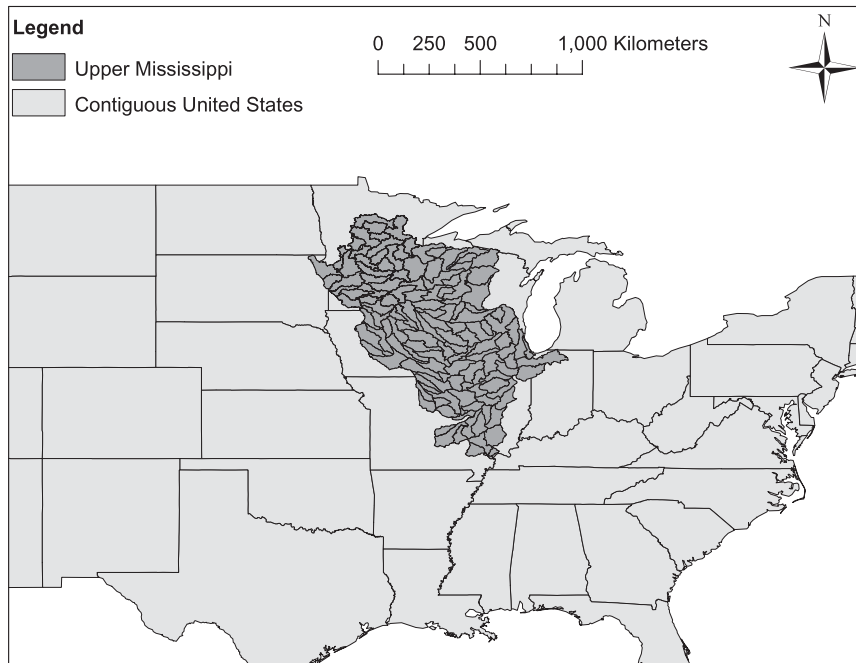 Legend
Upper Mississippi
Contiguous United States
0 250 500 1,000 Kilometers
N